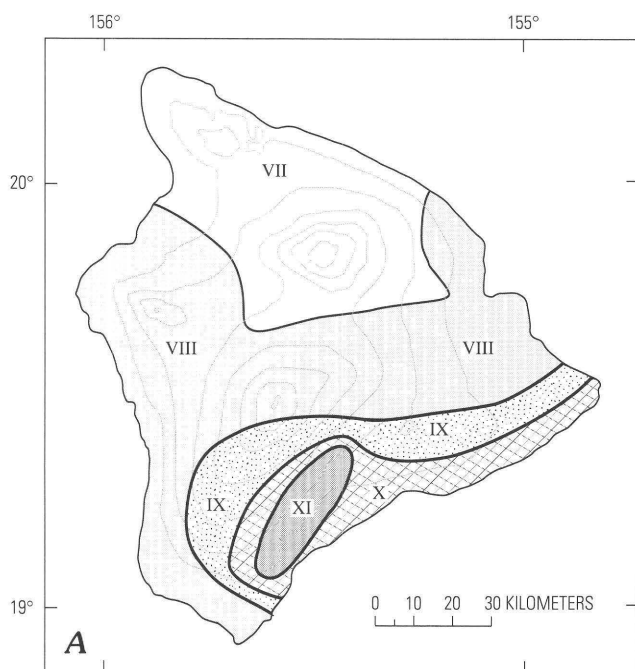 156° 155°
20°
VII
VIII VIII
IX
IX XI X
19°
0 10 20 30 KILOMETERS
A